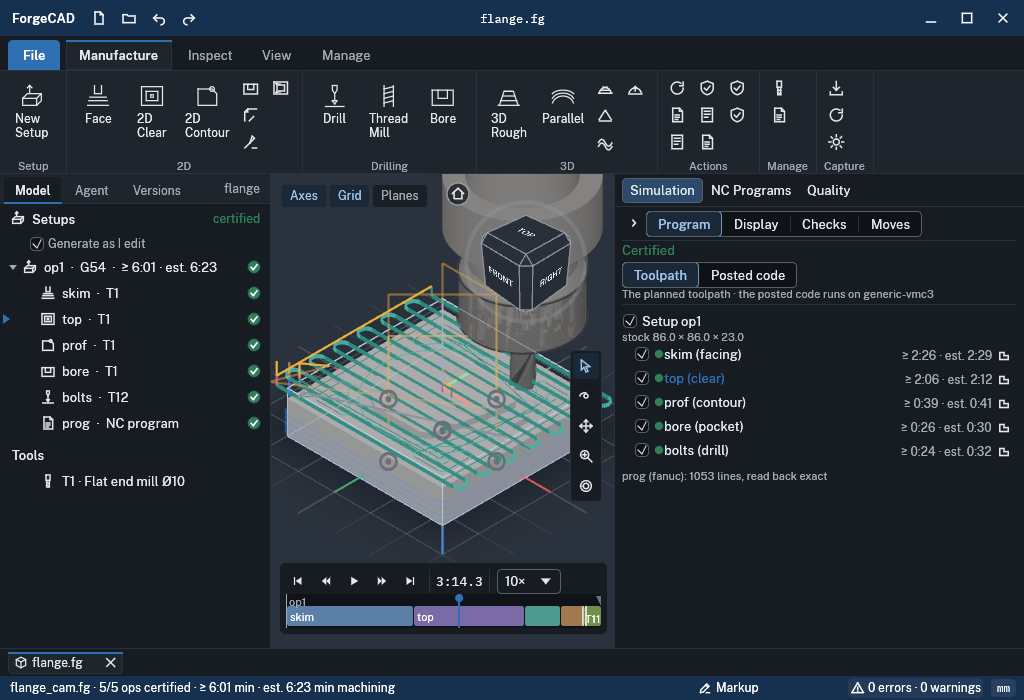 ForgeCAD
flange.fg
File
Manufacture
Inspect
View
Manage
New Setup
Face
2D Clear
2D Contour
Drill
Thread Mill
Bore
3D Rough
Parallel
Setup
2D
Drilling
3D
Actions
Manage
Capture
Model
Agent
Versions
flange
Setups
certified
Generate as I edit
op1 · G54 · ≥ 6:01 · est. 6:23
skim · T1
top · T1
prof · T1
bore · T1
bolts · T12
prog · NC program
Tools
T1 · Flat end mill Ø10
Axes
Grid
Planes
TOP
FRONT
RIGHT
3:14.3
10×
op1
skim
top
T11
Simulation
NC Programs
Quality
Program
Display
Checks
Moves
Certified
Toolpath
Posted code
The planned toolpath · the posted code runs on generic-vmc3
Setup op1
stock 86.0 × 86.0 × 23.0
skim (facing) ≥ 2:26 · est. 2:29
top (clear) ≥ 2:06 · est. 2:12
prof (contour) ≥ 0:39 · est. 0:41
bore (pocket) ≥ 0:26 · est. 0:30
bolts (drill) ≥ 0:24 · est. 0:32
prog (fanuc): 1053 lines, read back exact
flange.fg
flange_cam.fg · 5/5 ops certified · ≥ 6:01 min · est. 6:23 min machining
Markup
0 errors · 0 warnings
mm